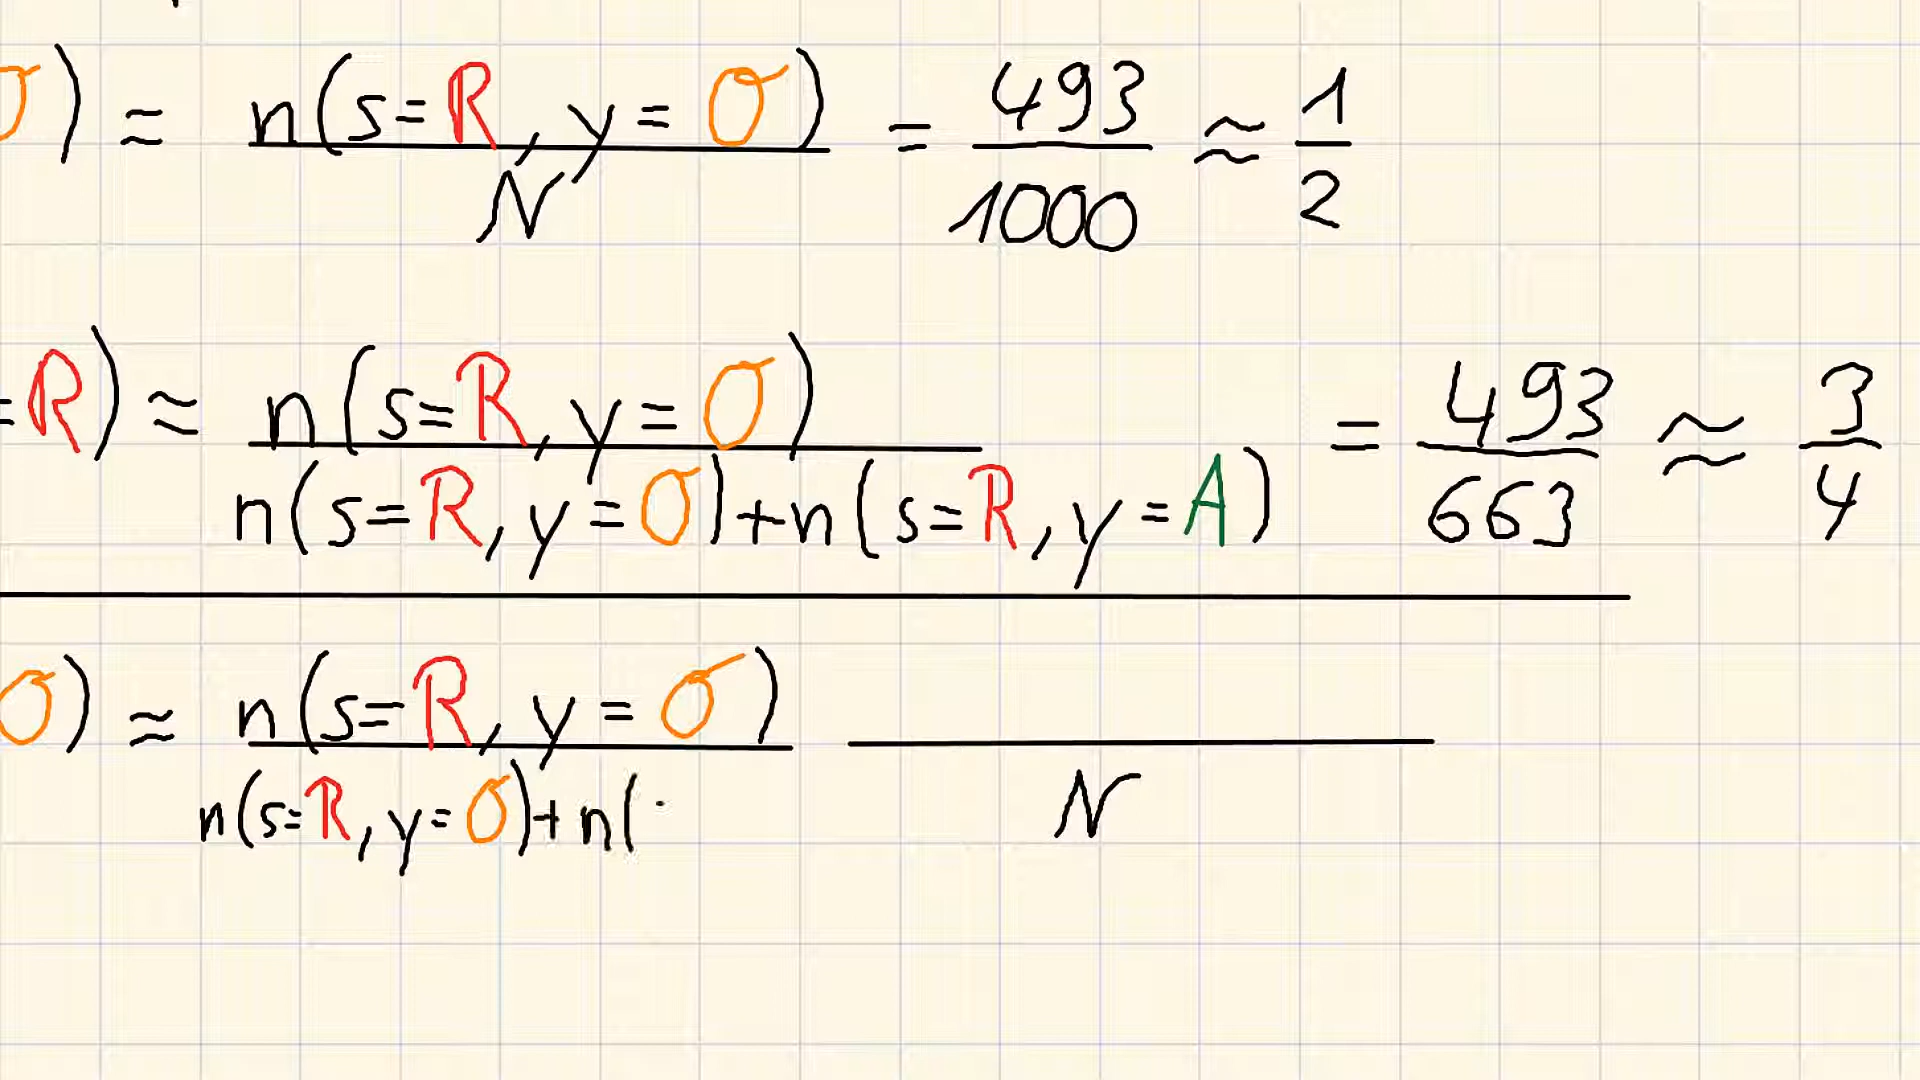 O) ≈ n(s=R, y=O) / N = 493 / 1000 ≈ 1 / 2
=R) ≈ n(s=R, y=O) / n(s=R, y=O)+n(s=R, y=A) = 493 / 663 ≈ 3 / 4
O) ≈ n(s=R, y=O) / n(s=R, y=O)+n( / N